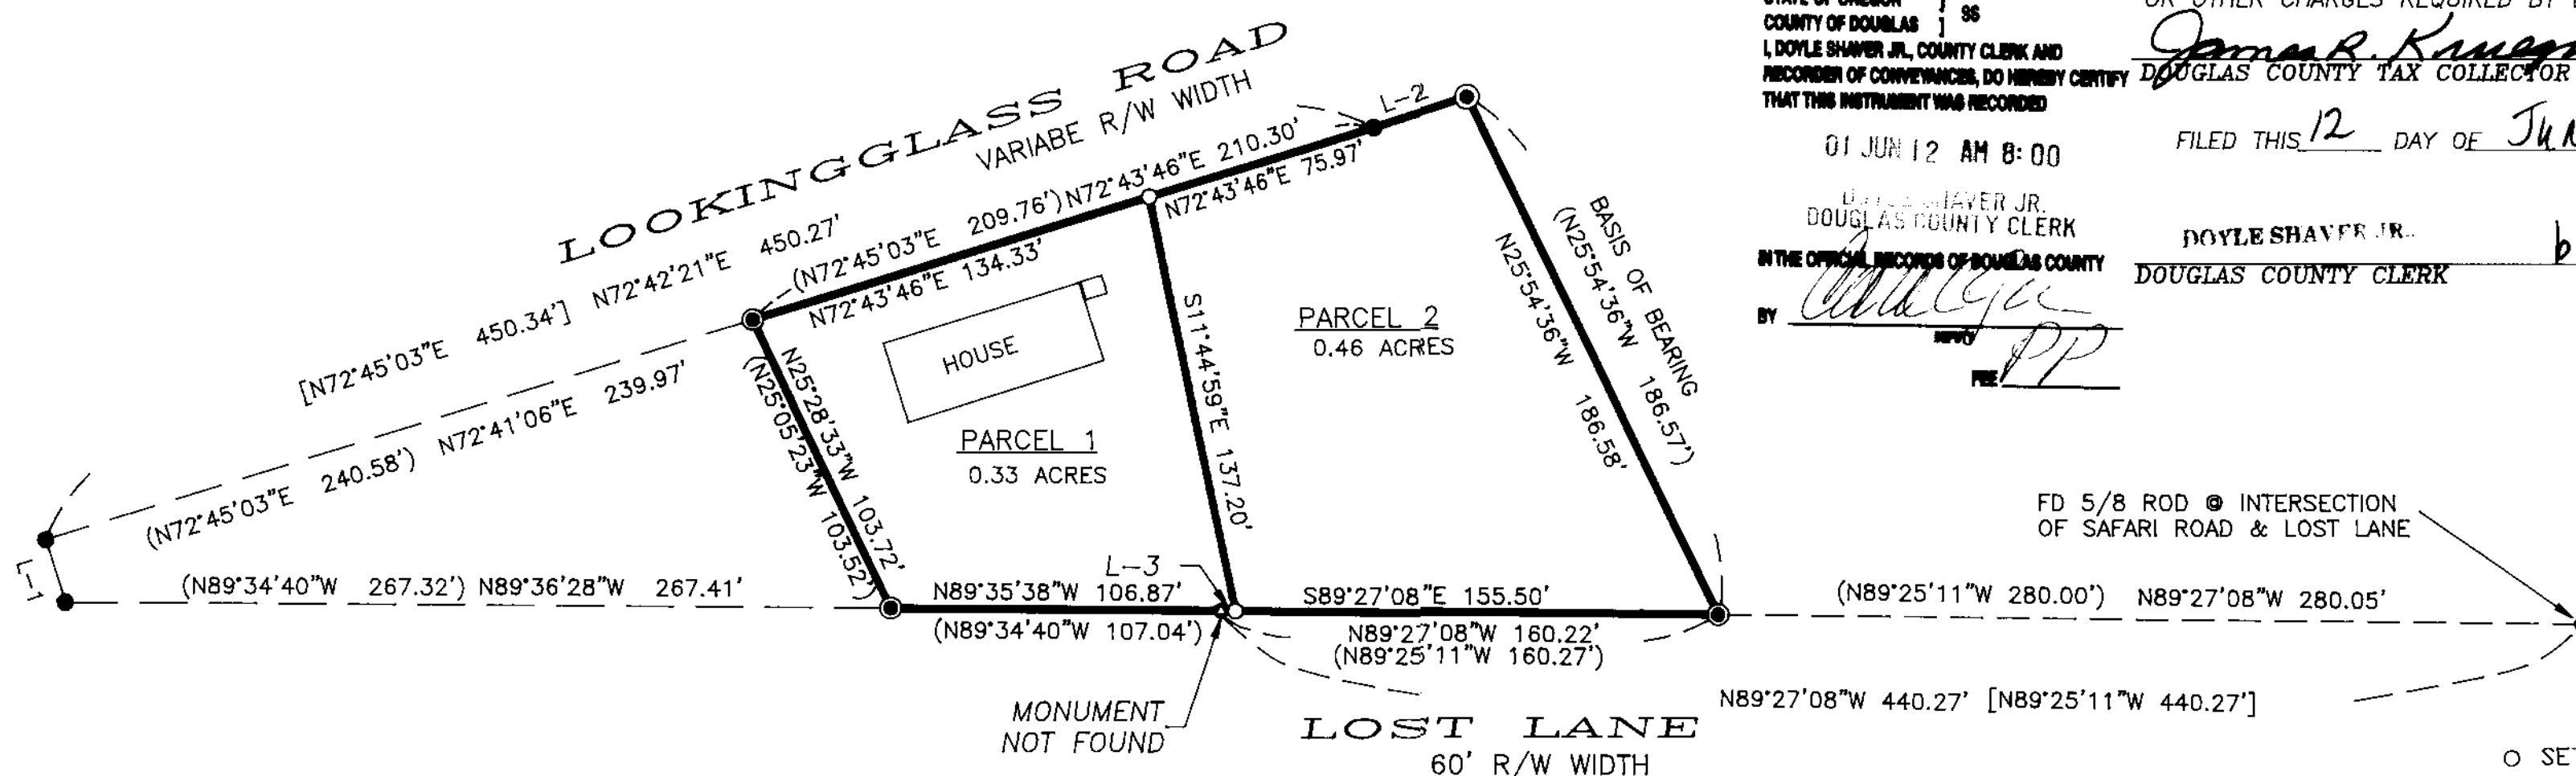 LOOKINGGLASS ROAD
VARIABE R/W WIDTH
[N72°45'03"E 450.34'] N72°42'21"E 450.27'
(N72°45'03"E 209.76') N72°43'46"E 210.30'
N72°43'46"E 134.33'
N72°43'46"E 75.97'
L-2
(N72°45'03"E 240.58') N72°41'06"E 239.97'
L-1
N25°28'33"W 103.72'
(N25°05'23"W 103.52')
HOUSE
PARCEL 1
0.33 ACRES
S11°44'59"E 137.20'
PARCEL 2
0.46 ACRES
BASIS OF BEARING
(N25°54'36"W 186.57')
N25°54'36"W 186.58'
(N89°34'40"W 267.32') N89°36'28"W 267.41'
L-3
N89°35'38"W 106.87'
(N89°34'40"W 107.04')
S89°27'08"E 155.50'
N89°27'08"W 160.22'
(N89°25'11"W 160.27')
(N89°25'11"W 280.00') N89°27'08"W 280.05'
FD 5/8 ROD @ INTERSECTION
OF SAFARI ROAD & LOST LANE
MONUMENT
NOT FOUND
LOST LANE
60' R/W WIDTH
N89°27'08"W 440.27' [N89°25'11"W 440.27']
STATE OF OREGON ]
COUNTY OF DOUGLAS ] SS
I, DOYLE SHAVER JR., COUNTY CLERK AND
RECORDER OF CONVEYANCES, DO HEREBY CERTIFY
THAT THIS INSTRUMENT WAS RECORDED
01 JUN 12 AM 8:00
DOYLE SHAVER JR.
DOUGLAS COUNTY CLERK
IN THE OFFICIAL RECORDS OF DOUGLAS COUNTY
BY
DEPUTY
FEE PP
OR OTHER CHARGES REQUIRED BY
James R. Krueg
DOUGLAS COUNTY TAX COLLECTOR
FILED THIS 12 DAY OF Jun
DOYLE SHAVER JR.
DOUGLAS COUNTY CLERK
b
O SET